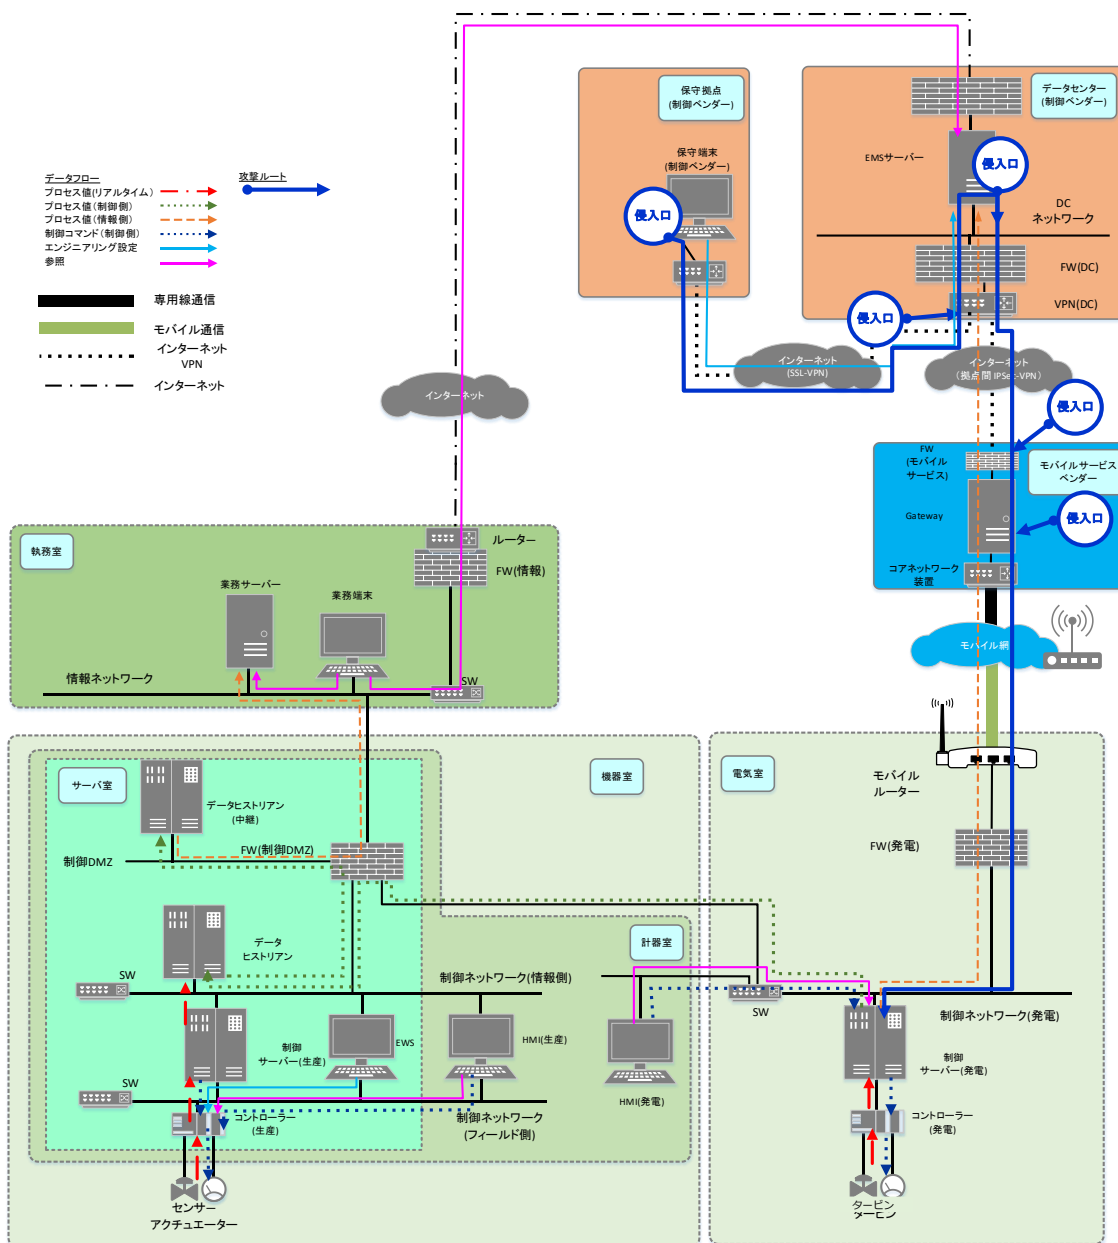 保守拠点
(制御ベンダー)
データセンター
(制御ベンダー)
保守端末
(制御ベンダー)
EMSサーバー
侵入口
侵入口
DC
ネットワーク
FW(DC)
VPN(DC)
侵入口
データフロー
プロセス値(リアルタイム)
プロセス値(制御側)
プロセス値(情報側)
制御コマンド(制御側)
エンジニアリング設定
参照
攻撃ルート
専用線通信
モバイル通信
インターネット
VPN
インターネット
インターネット
インターネット
(SSL-VPN)
インターネット
(拠点間IPSec-VPN)
侵入口
FW
(モバイル
サービス)
モバイルサービス
ベンダー
Gateway
侵入口
コアネットワーク
装置
モバイル網
執務室
ルーター
FW(情報)
業務サーバー
業務端末
情報ネットワーク
SW
サーバ室
機器室
電気室
データヒストリアン
(中継)
モバイル
ルーター
制御DMZ
FW(制御DMZ)
FW(発電)
計器室
データ
ヒストリアン
SW
制御ネットワーク(情報側)
SW
制御ネットワーク(発電)
制御
サーバー(生産)
EWS
HMI(生産)
HMI(発電)
制御
サーバー(発電)
SW
コントローラー
(生産)
制御ネットワーク
(フィールド側)
コントローラー
(発電)
センサー
アクチュエーター
タービン